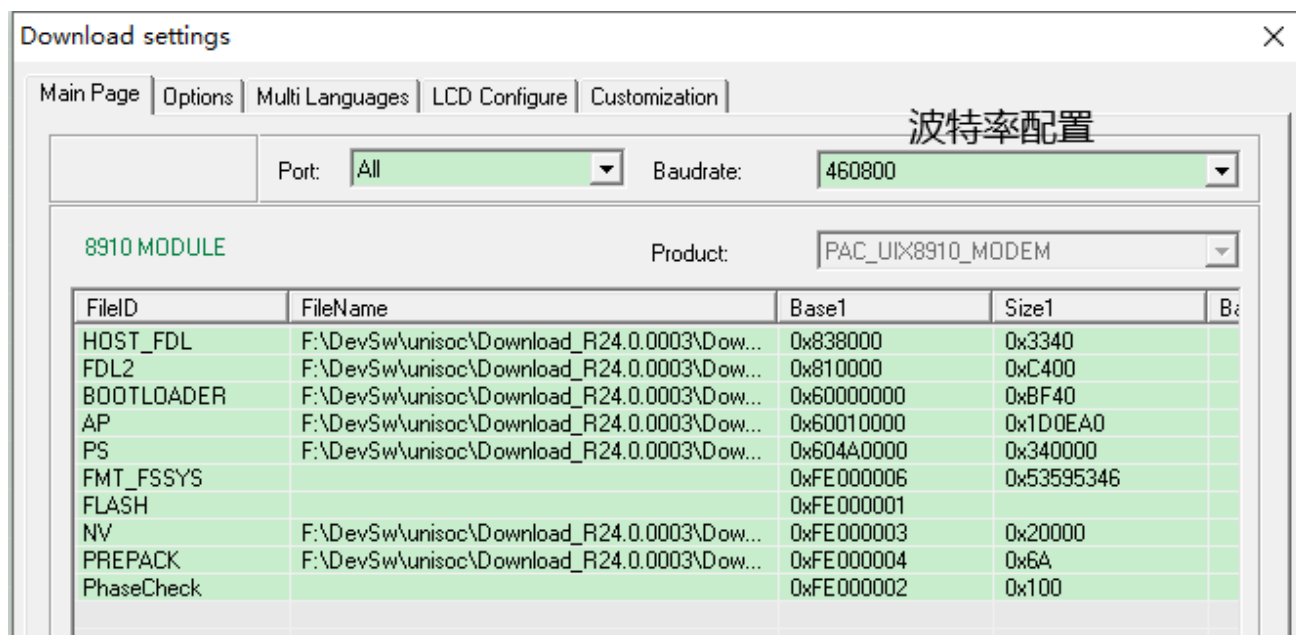 Download settings
Main Page Options Multi Languages LCD Configure Customization
波特率配置
Port: All Baudrate: 460800
8910 MODULE Product: PAC_UIX8910_MODEM
FileID FileName Base1 Size1 Ba
HOST_FDL F:\DevSw\unisoc\Download_R24.0.0003\Dow... 0x838000 0x3340
FDL2 F:\DevSw\unisoc\Download_R24.0.0003\Dow... 0x810000 0xC400
BOOTLOADER F:\DevSw\unisoc\Download_R24.0.0003\Dow... 0x60000000 0xBF40
AP F:\DevSw\unisoc\Download_R24.0.0003\Dow... 0x60010000 0x1D0EA0
PS F:\DevSw\unisoc\Download_R24.0.0003\Dow... 0x604A0000 0x340000
FMT_FSSYS 0xFE000006 0x53595346
FLASH 0xFE000001
NV F:\DevSw\unisoc\Download_R24.0.0003\Dow... 0xFE000003 0x20000
PREPACK F:\DevSw\unisoc\Download_R24.0.0003\Dow... 0xFE000004 0x6A
PhaseCheck 0xFE000002 0x100